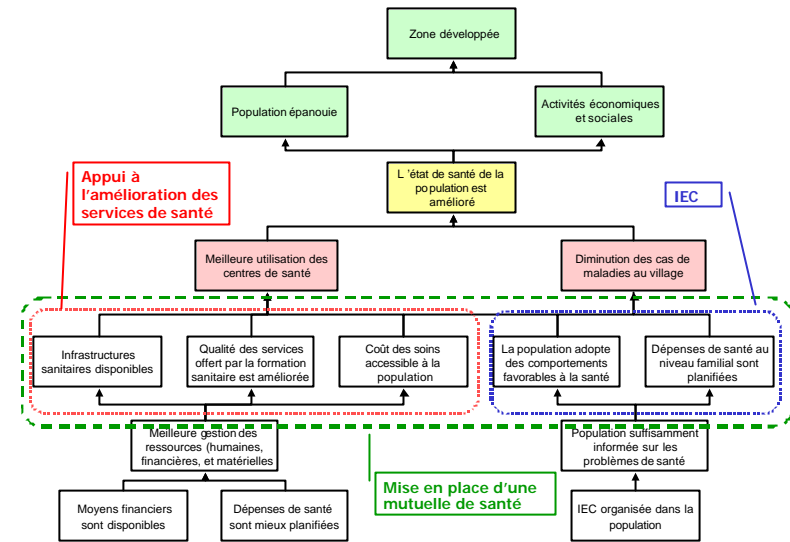 Zone développée
Population épanouie
Activités économiques
et sociales
Appui à
l'amélioration des
services de santé
L 'état de santé de la
population est
amélioré
IEC
Meilleure utilisation des
centres de santé
Diminution des cas de
maladies au village
Infrastructures
sanitaires disponibles
Qualité des services
offert par la formation
sanitaire est améliorée
Coût des soins
accessible à la
population
La population adopte
des comportements
favorables à la santé
Dépenses de santé au
niveau familial sont
planifiées
Meilleure gestion des
ressources (humaines,
financières, et matérielles
Population suffisamment
informée sur les
problèmes de santé
Moyens financiers
sont disponibles
Dépenses de santé
sont mieux planifiées
Mise en place d'une
mutuelle de santé
IEC organisée dans la
population